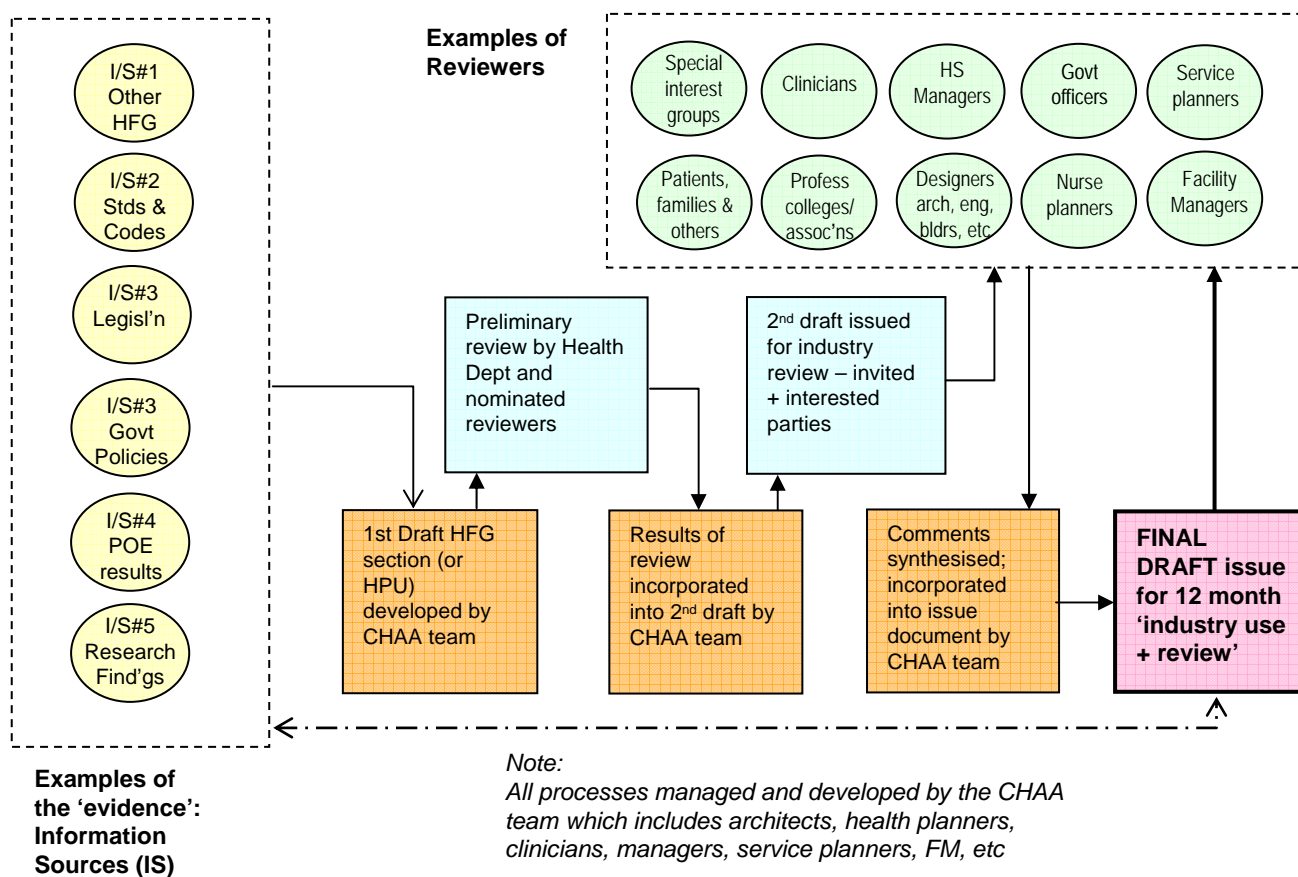 I/S#1
Other
HFG
I/S#2
Stds &
Codes
I/S#3
Legisl'n
I/S#3
Govt
Policies
I/S#4
POE
results
I/S#5
Research
Find'gs
Examples of
the ‘evidence’:
Information
Sources (IS)
Examples of
Reviewers
Special
interest
groups
Clinicians
HS
Managers
Govt
officers
Service
planners
Patients,
families &
others
Profess
colleges/
assoc'ns
Designers
arch, eng,
bldrs, etc
Nurse
planners
Facility
Managers
Preliminary
review by Health
Dept and
nominated
reviewers
2nd draft issued
for industry
review – invited
+ interested
parties
1st Draft HFG
section (or
HPU)
developed by
CHAA team
Results of
review
incorporated
into 2nd draft by
CHAA team
Comments
synthesised;
incorporated
into issue
document by
CHAA team
FINAL
DRAFT issue
for 12 month
‘industry use
+ review’
Note:
All processes managed and developed by the CHAA
team which includes architects, health planners,
clinicians, managers, service planners, FM, etc